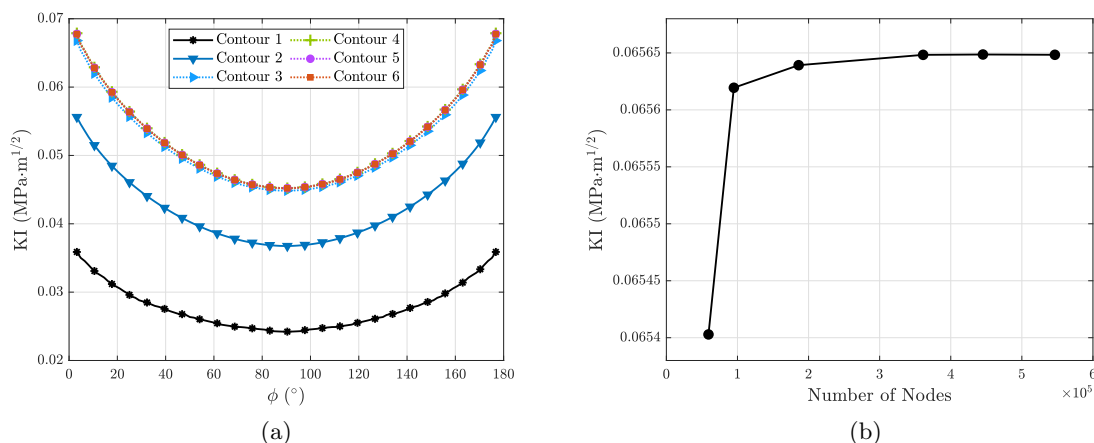 0.07
0.06
0.05
0.04
0.03
0.02
KI (MPa·m^{1/2})
Contour 1
Contour 2
Contour 3
Contour 4
Contour 5
Contour 6
0 20 40 60 80 100 120 140 160 180
ϕ (°)
(a)
0.06565
0.0656
0.06555
0.0655
0.06545
0.0654
KI (MPa·m^{1/2})
0 1 2 3 4 5 6
×10^5
Number of Nodes
(b)